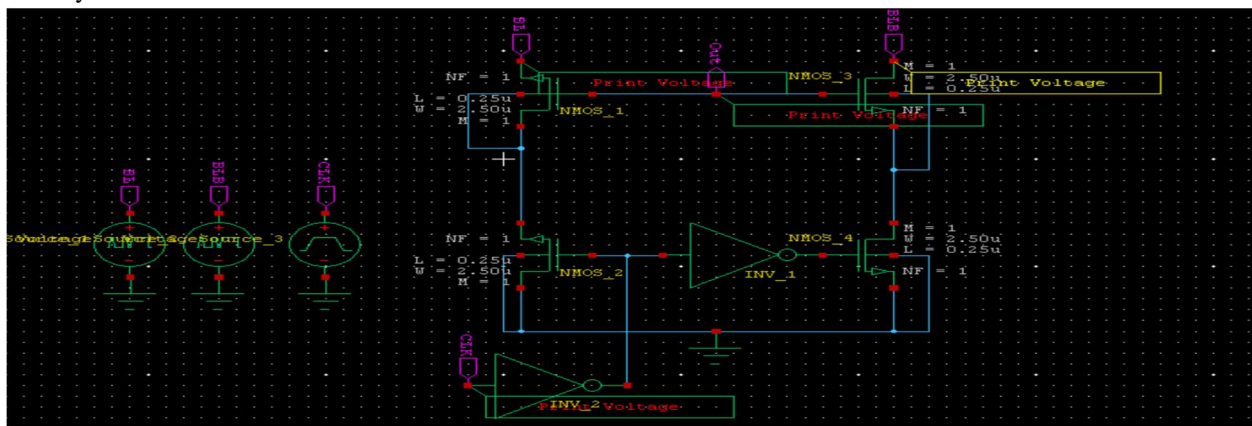 BL
BLB
Out
NF = 1
Print Voltage
NMOS_3
M = 1
W = 2.50u
L = 0.25u
Print Voltage
L = 0.25u
W = 2.50u
M = 1
NMOS_1
Print Voltage
NF = 1
BL
BLB
CLK
NF = 1
NMOS_4
M = 1
W = 2.50u
L = 0.25u
L = 0.25u
W = 2.50u
M = 1
NMOS_2
INV_1
NF = 1
CLK
INV_2
Print Voltage